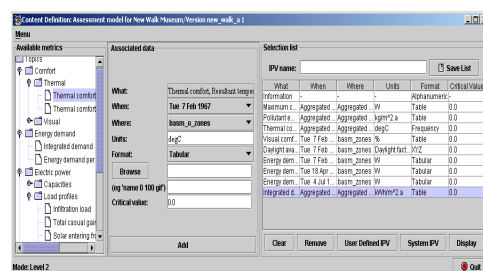 Content Definition: Assessment model for New Walk Museum/Version new_walk_a 1
Menu
Available metrics
Associated data
Selection list
Topics
Comfort
Thermal
Thermal comfort
Thermal comfort
Visual
Energy demand
Integrated demand
Energy demand per
Electric power
Capacities
Load profiles
Infiltration load
Total casual gain
Solar entering fr
What: Thermal comfort, Resultant temper
When: Tue 7 Feb 1967
Where: basm_o_zones
Units: degC
Format: Tabular
Browse
(eg 'name 0 100 gif')
Critical value: 0.0
Add
IPV name: Save List
What When Where Units Format Critical Value
Information - - - Alphanumeric -
Maximum c... Aggregated ... Aggregated ... W Table 0.0
Pollutant e... Aggregated ... Aggregated ... kg/m^2.a Table 0.0
Thermal co... Aggregated ... Aggregated ... degC Frequency 0.0
Visual comf... Tue 7 Feb ... basm_zones % Table 0.0
Daylight ava... Tue 7 Feb ... basm_zones Daylight fact... XYZ 0.0
Energy dem... Tue 7 Feb ... basm_zones W Tabular 0.0
Energy dem... Tue 18 Apr ... basm_zones W Tabular 0.0
Energy dem... Tue 4 Jul 1... basm_zones W Tabular 0.0
Integrated d... Aggregated ... Aggregated ... kWh/m^2.a Table 0.0
Clear Remove User Defined IPV System IPV Display
Mode: Level 2
Quit